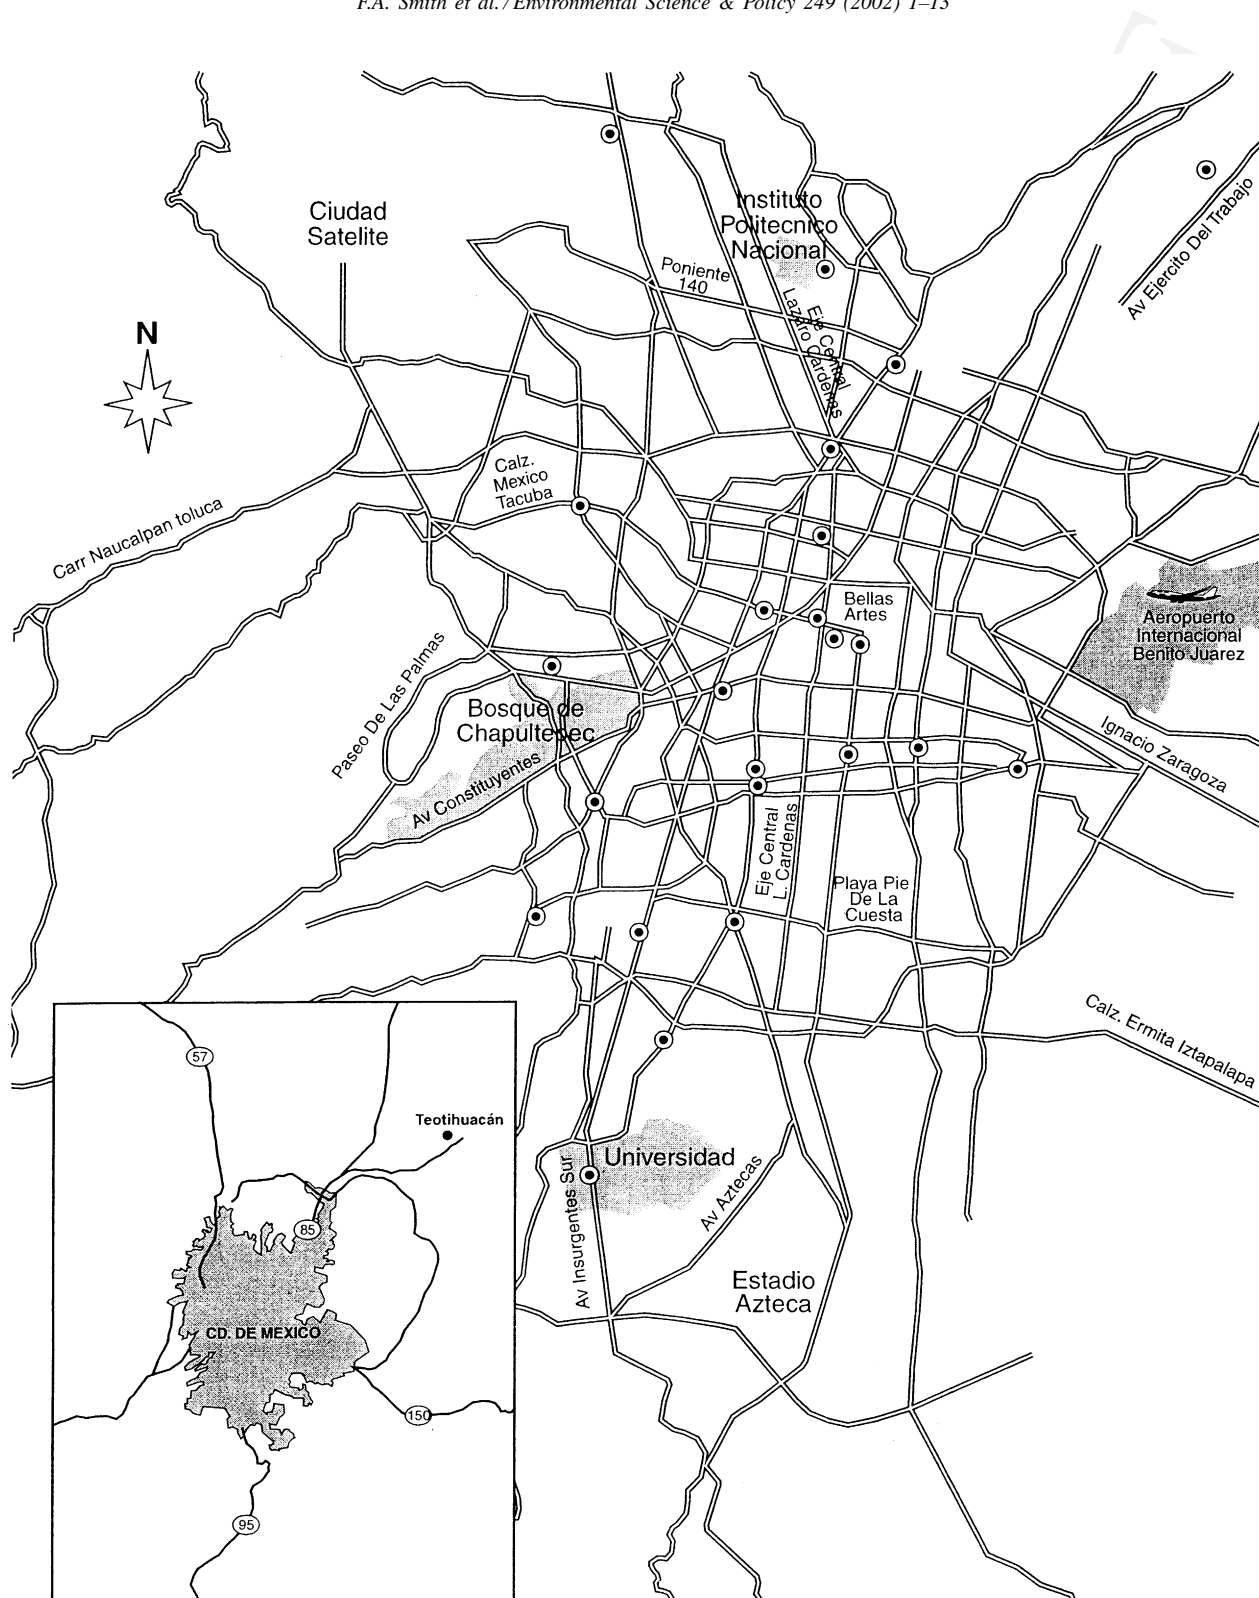 F.A. Smith et al. / Environmental Science & Policy 249 (2002) 1–13
Ciudad
Satelite
Instituto
Politecnico
Nacional
Av Ejercito Del Trabajo
Poniente
140
Eje Central
Lazaro Cardenas
N
Calz.
Mexico
Tacuba
Carr Naucalpan toluca
Bellas
Artes
Aeropuerto
Internacional
Benito Juarez
Paseo De Las Palmas
Bosque de
Chapultepec
Av Constituyentes
Ignacio Zaragoza
Eje Central
L. Cardenas
Playa Pie
De La
Cuesta
Calz. Ermita Iztapalapa
57
Teotihuacán
Universidad
Av Insurgentes Sur
Av Aztecas
85
Estadio
Azteca
CD. DE MEXICO
150
95